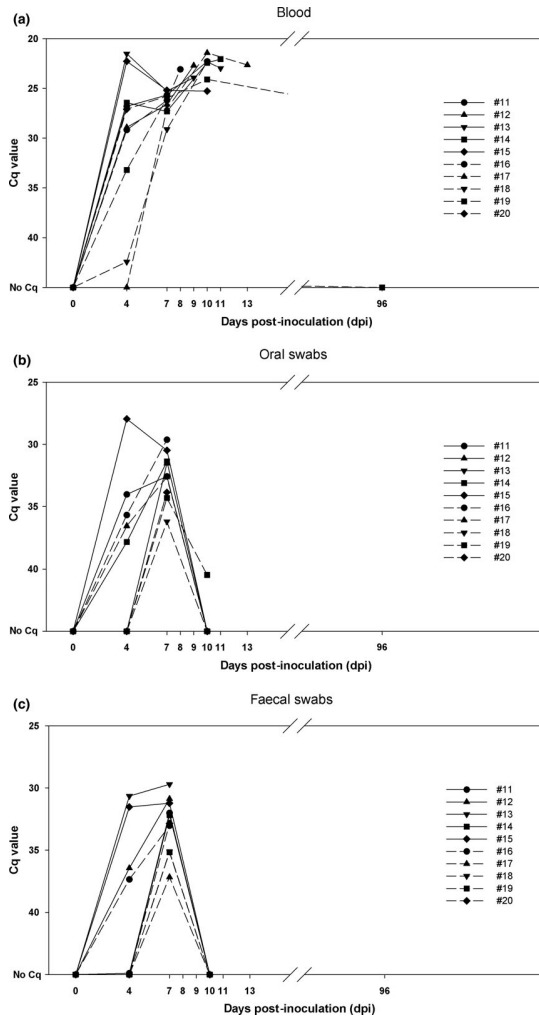 (a)
Blood
20
25
30
35
40
No Cq
Cq value
0 4 7 8 9 10 11 13 96
Days post-inoculation (dpi)
#11
#12
#13
#14
#15
#16
#17
#18
#19
#20
(b)
Oral swabs
25
30
35
40
No Cq
Cq value
0 4 7 8 9 10 11 13 96
Days post-inoculation (dpi)
#11
#12
#13
#14
#15
#16
#17
#18
#19
#20
(c)
Faecal swabs
25
30
35
40
No Cq
Cq value
0 4 7 8 9 10 11 13 96
Days post-inoculation (dpi)
#11
#12
#13
#14
#15
#16
#17
#18
#19
#20